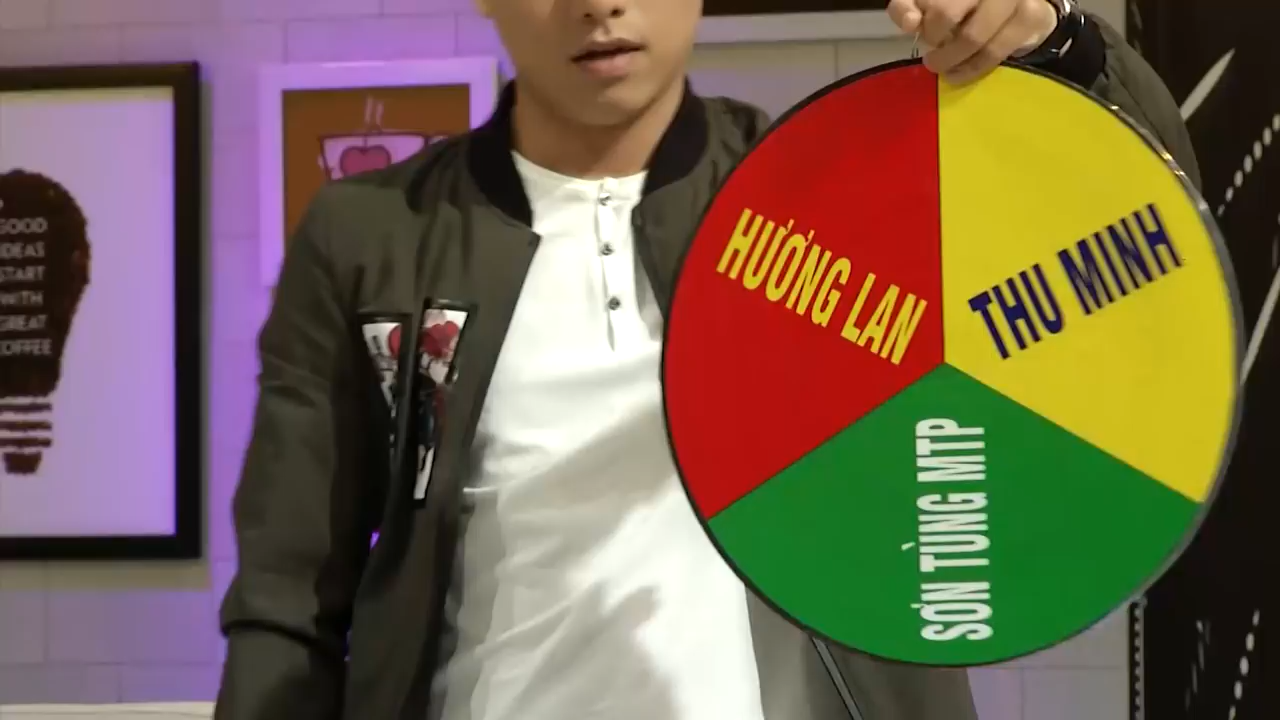 GOOD
IDEAS
START
WITH
GREAT
COFFEE
HƯƠNG LAN
THU MINH
SƠN TÙNG MTP